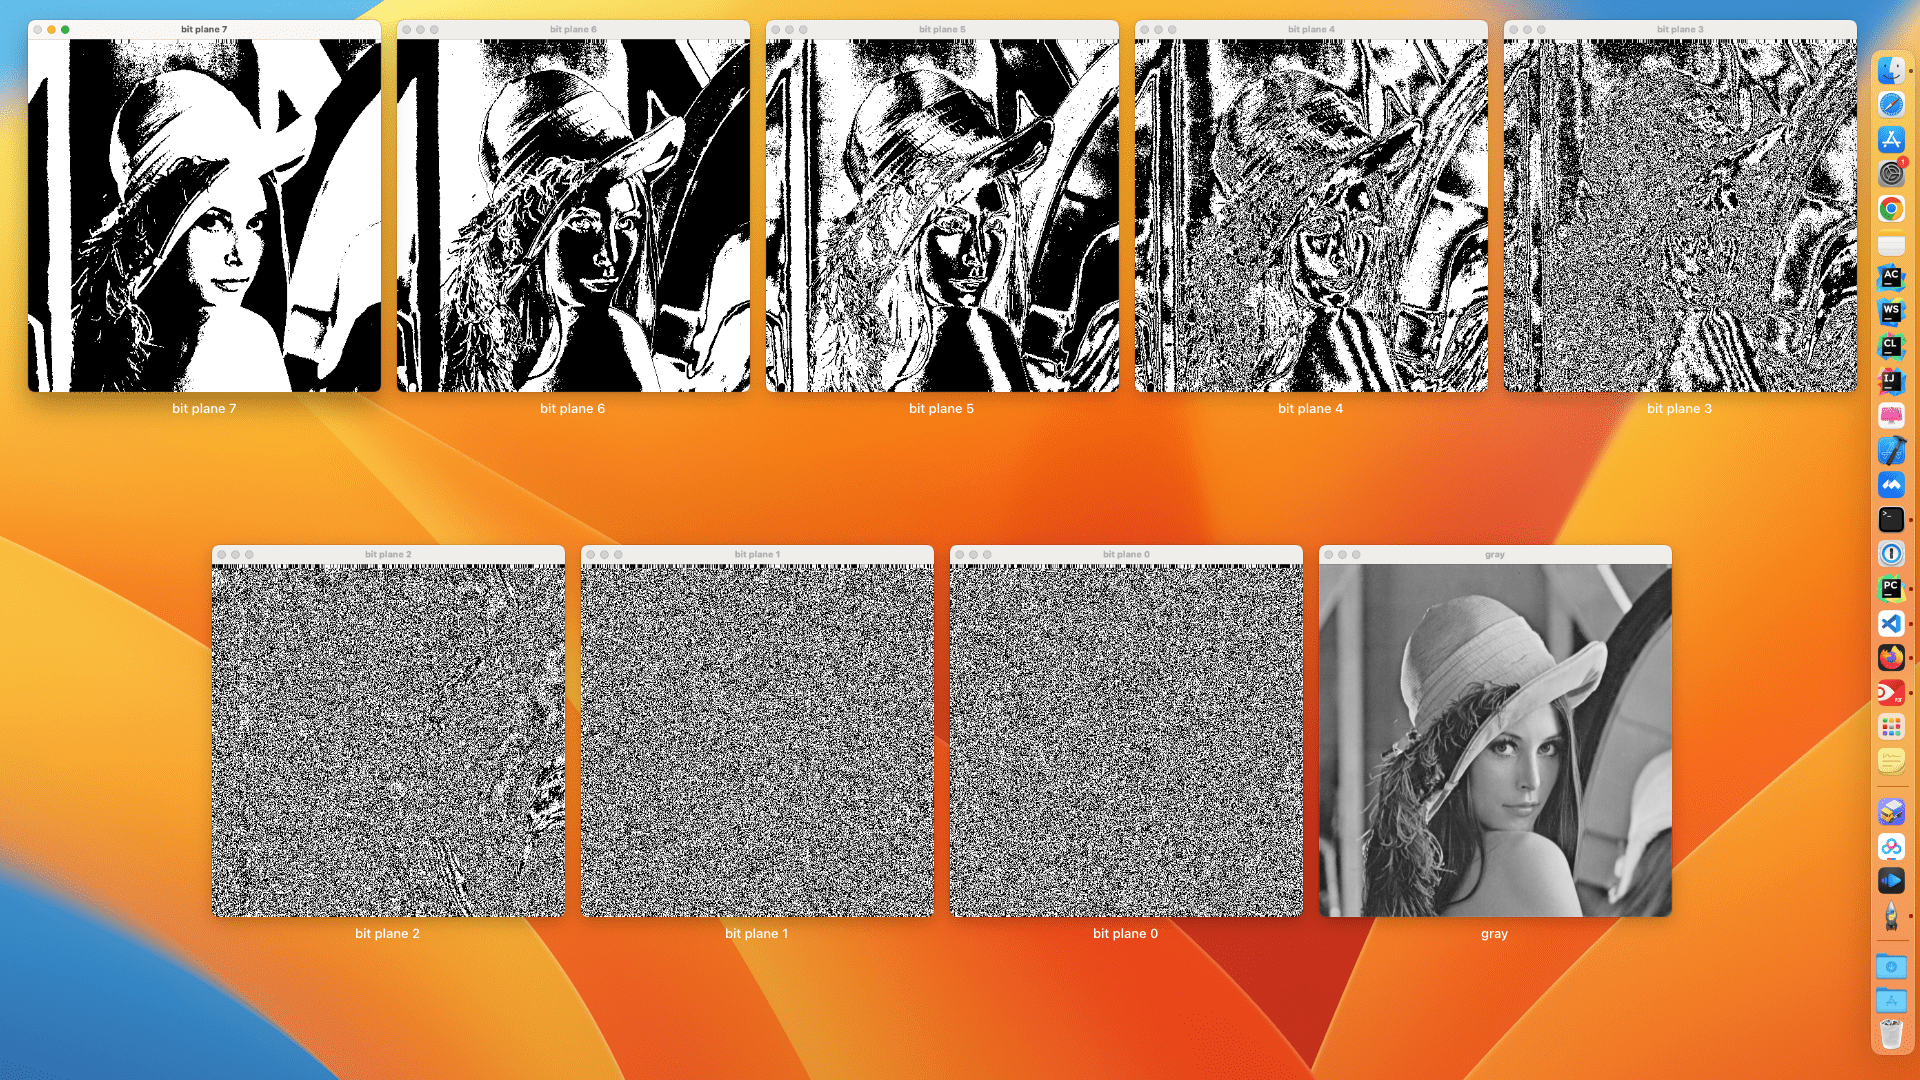 bit plane 7
bit plane 6
bit plane 5
bit plane 4
bit plane 3
bit plane 7
bit plane 6
bit plane 5
bit plane 4
bit plane 3
bit plane 2
bit plane 1
bit plane 0
gray
bit plane 2
bit plane 1
bit plane 0
gray
1
AC
WS
CL
IJ
PC